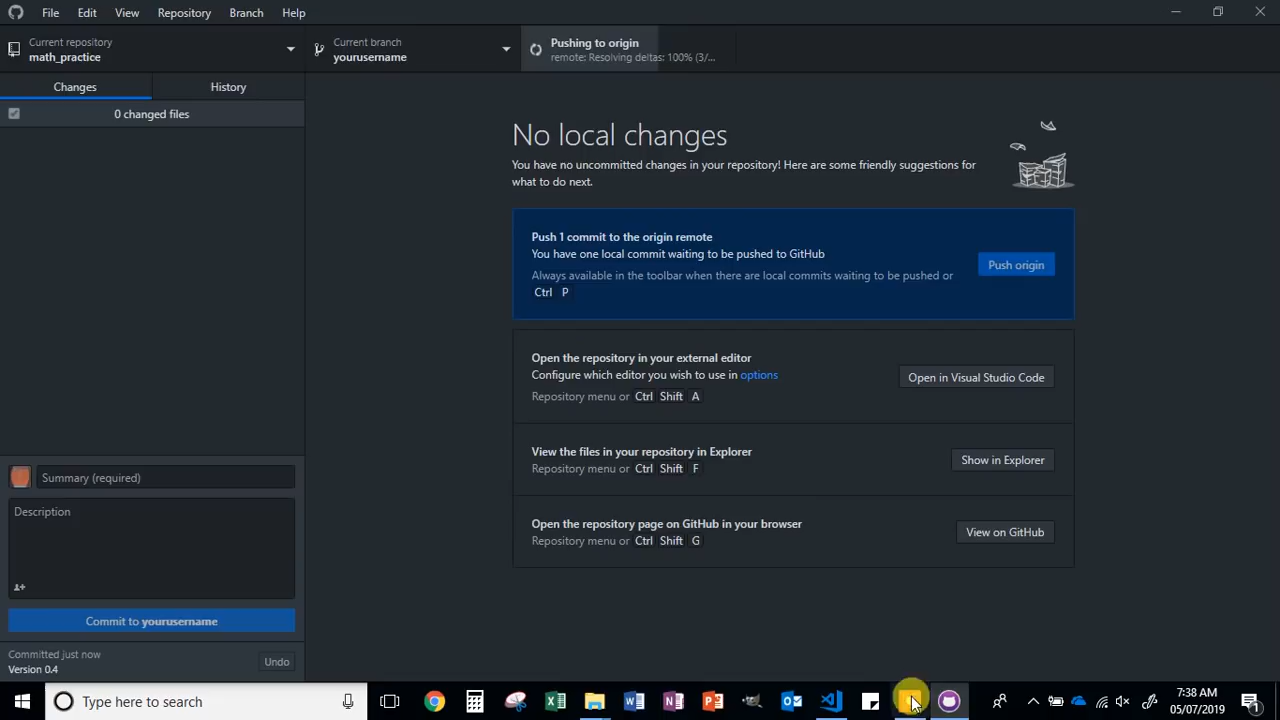 File Edit View Repository Branch Help
Current repository
math_practice
Current branch
yourusername
Pushing to origin
remote: Resolving deltas: 100% (3/...
Changes
History
0 changed files
No local changes
You have no uncommitted changes in your repository! Here are some friendly suggestions for
what to do next.
Push 1 commit to the origin remote
You have one local commit waiting to be pushed to GitHub
Always available in the toolbar when there are local commits waiting to be pushed or
Ctrl P
Push origin
Open the repository in your external editor
Configure which editor you wish to use in options
Repository menu or Ctrl Shift A
Open in Visual Studio Code
View the files in your repository in Explorer
Repository menu or Ctrl Shift F
Show in Explorer
Open the repository page on GitHub in your browser
Repository menu or Ctrl Shift G
View on GitHub
Summary (required)
Description
Commit to yourusername
Committed just now
Version 0.4
Undo
Type here to search
7:38 AM
05/07/2019